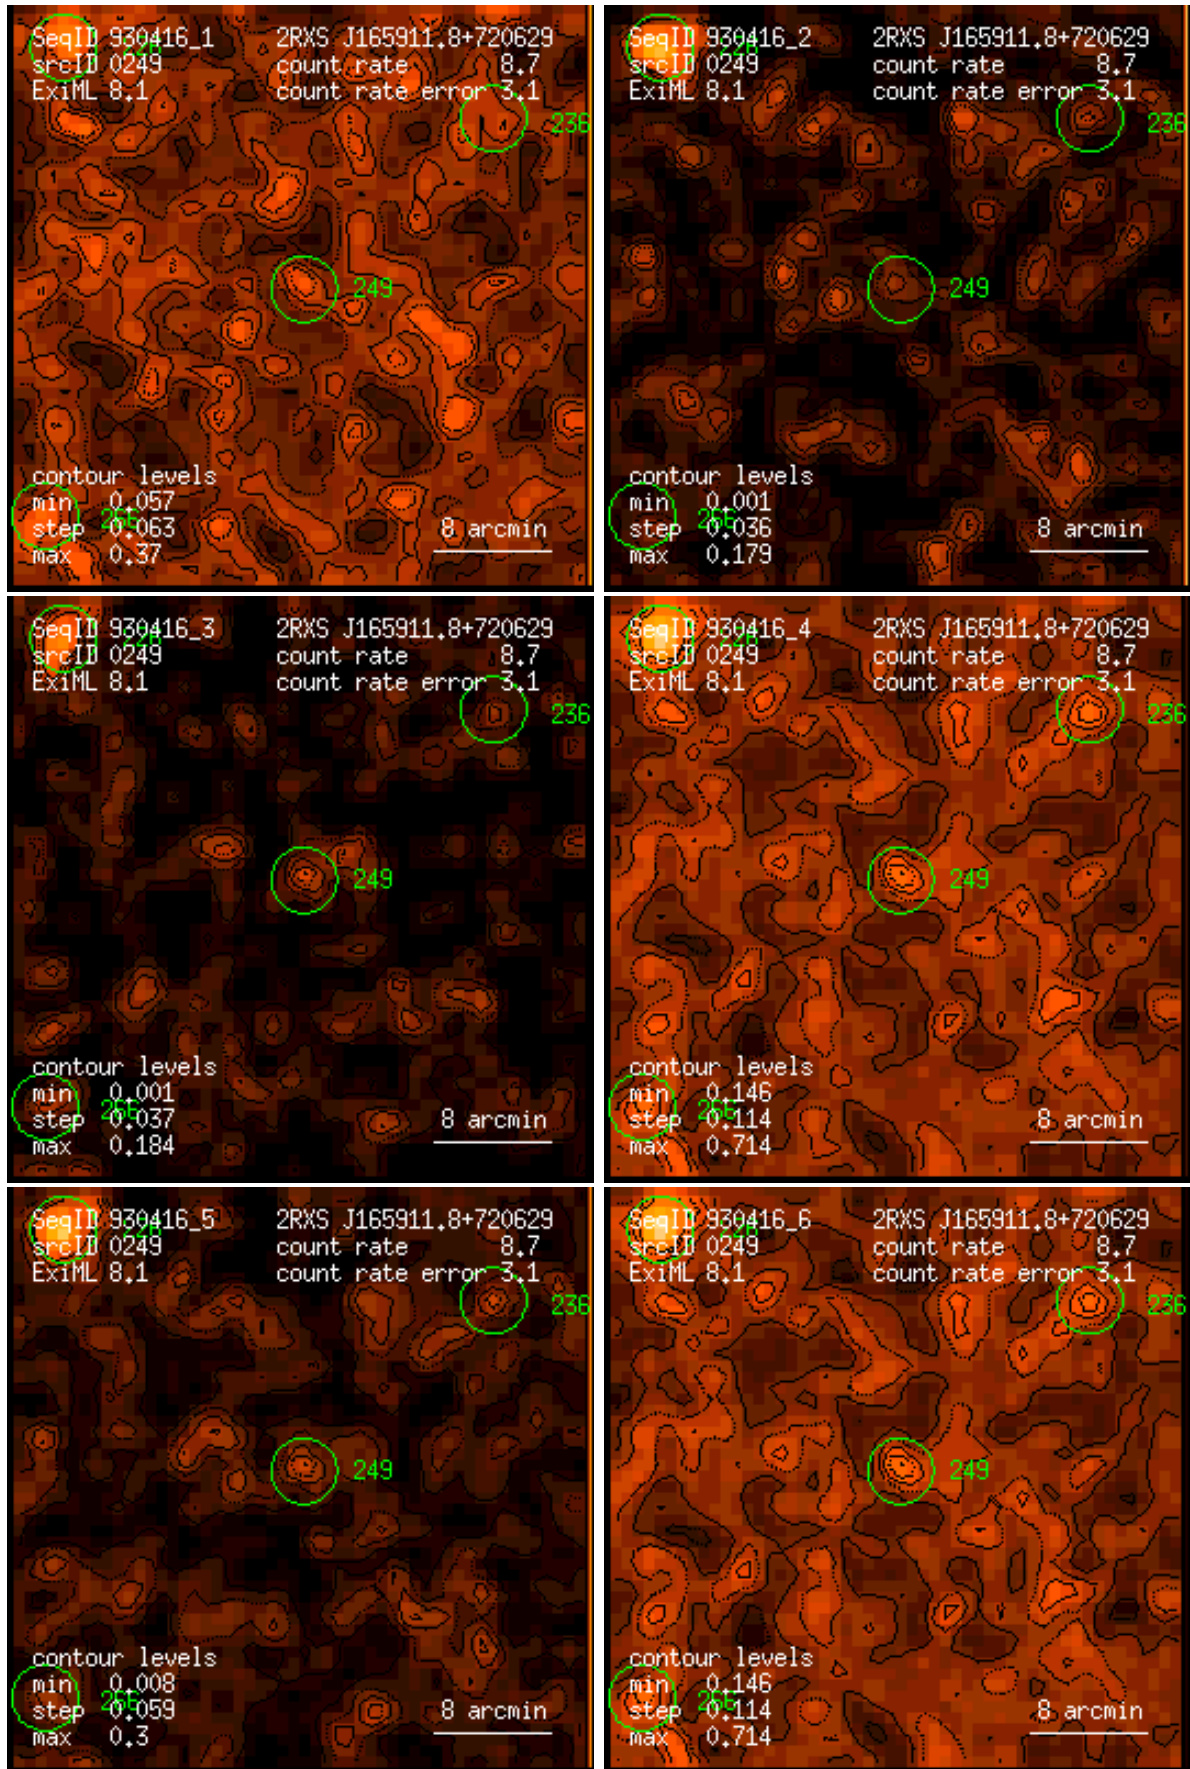 SeqID 930416_1 2RXS J165911.8+720629
srcID 0249 count rate 8.7
ExiML 8.1 count rate error 3.1
236
249
contour levels
min 0.057
266
step 0.063 8 arcmin
max 0.37
SeqID 930416_2 2RXS J165911.8+720629
srcID 0249 count rate 8.7
ExiML 8.1 count rate error 3.1
236
249
contour levels
min 0.001
266
step 0.036 8 arcmin
max 0.179
SeqID 930416_3 2RXS J165911.8+720629
srcID 0249 count rate 8.7
ExiML 8.1 count rate error 3.1
236
249
contour levels
min 0.001
266
step 0.037 8 arcmin
max 0.184
SeqID 930416_4 2RXS J165911.8+720629
srcID 0249 count rate 8.7
ExiML 8.1 count rate error 3.1
236
249
contour levels
min 0.146
266
step 0.114 8 arcmin
max 0.714
SeqID 930416_5 2RXS J165911.8+720629
srcID 0249 count rate 8.7
ExiML 8.1 count rate error 3.1
236
249
contour levels
min 0.008
266
step 0.059 8 arcmin
max 0.3
SeqID 930416_6 2RXS J165911.8+720629
srcID 0249 count rate 8.7
ExiML 8.1 count rate error 3.1
236
249
contour levels
min 0.146
266
step 0.114 8 arcmin
max 0.714